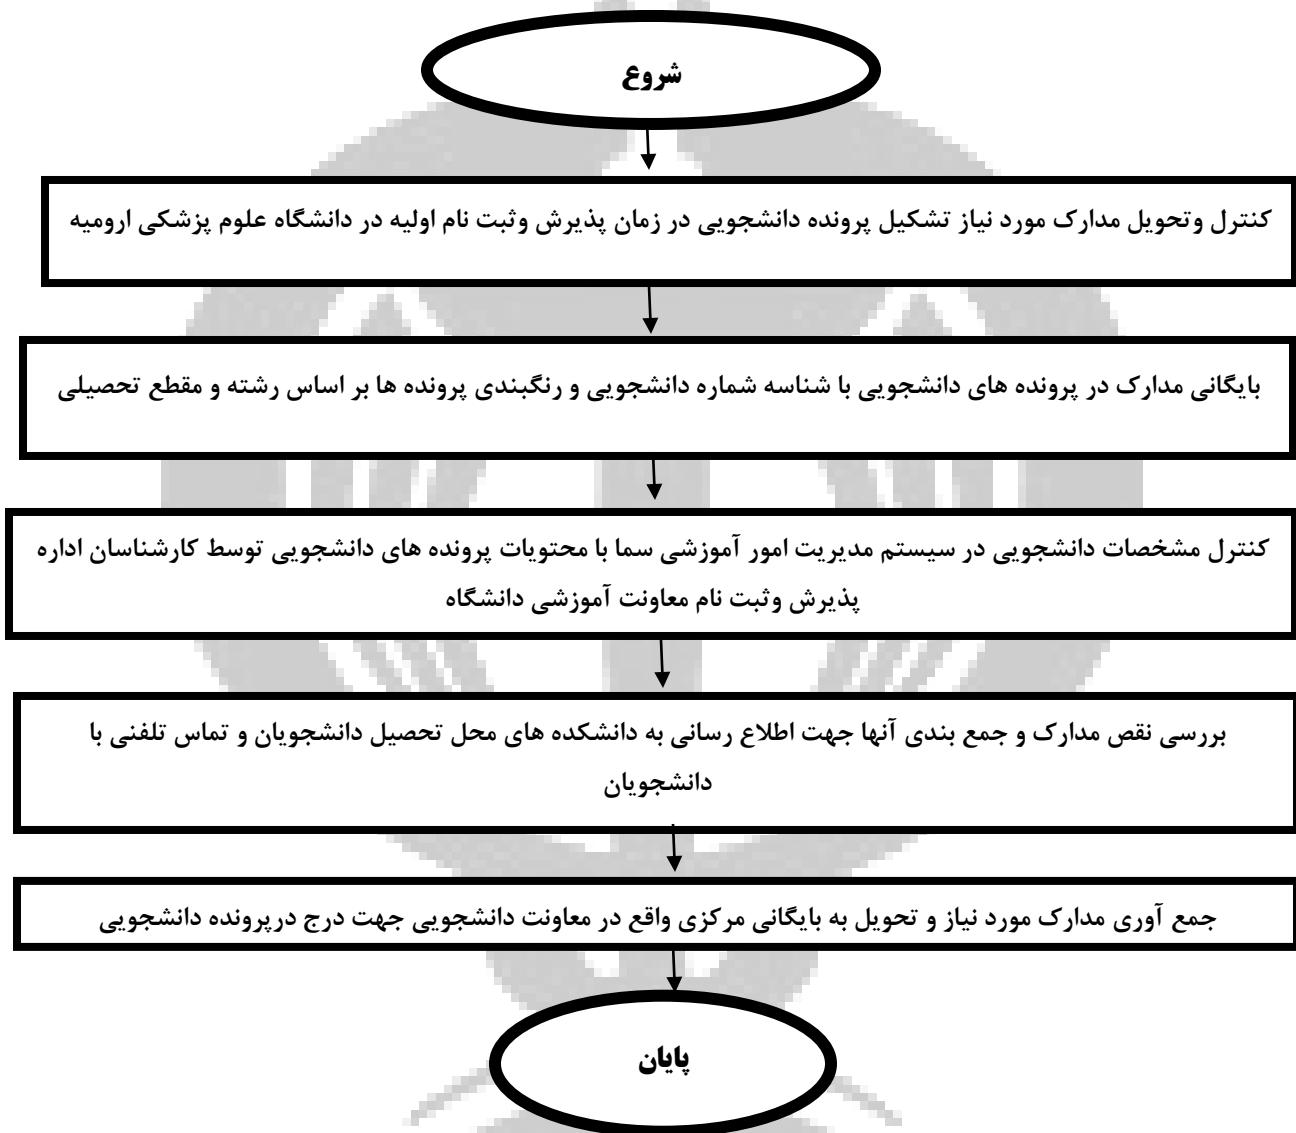 شروع
کنترل وتحویل مدارک مورد نیاز تشکیل پرونده دانشجویی در زمان پذیرش وثبت نام اولیه در دانشگاه علوم پزشکی ارومیه
بایگانی مدارک در پرونده های دانشجویی با شناسه شماره دانشجویی و رنگبندی پرونده ها بر اساس رشته و مقطع تحصیلی
کنترل مشخصات دانشجویی در سیستم مدیریت امور آموزشی سما با محتویات پرونده های دانشجویی توسط کارشناسان اداره
پذیرش وثبت نام معاونت آموزشی دانشگاه
بررسی نقص مدارک و جمع بندی آنها جهت اطلاع رسانی به دانشکده های محل تحصیل دانشجویان و تماس تلفنی با
دانشجویان
جمع آوری مدارک مورد نیاز و تحویل به بایگانی مرکزی واقع در معاونت دانشجویی جهت درج درپرونده دانشجویی
پایان